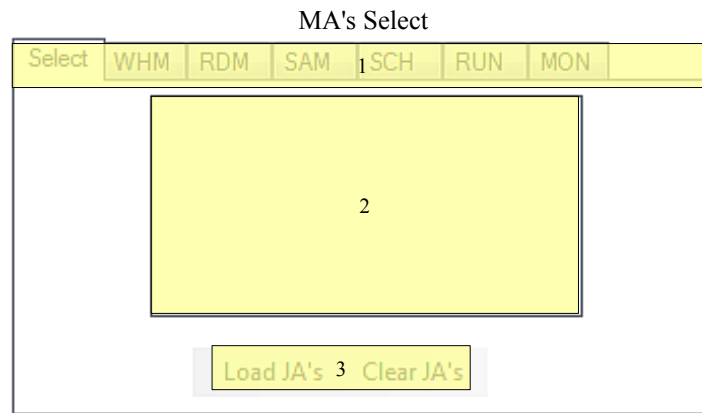 MA's Select
Select WHM RDM SAM 1 SCH RUN MON
2
Load JA's 3 Clear JA's